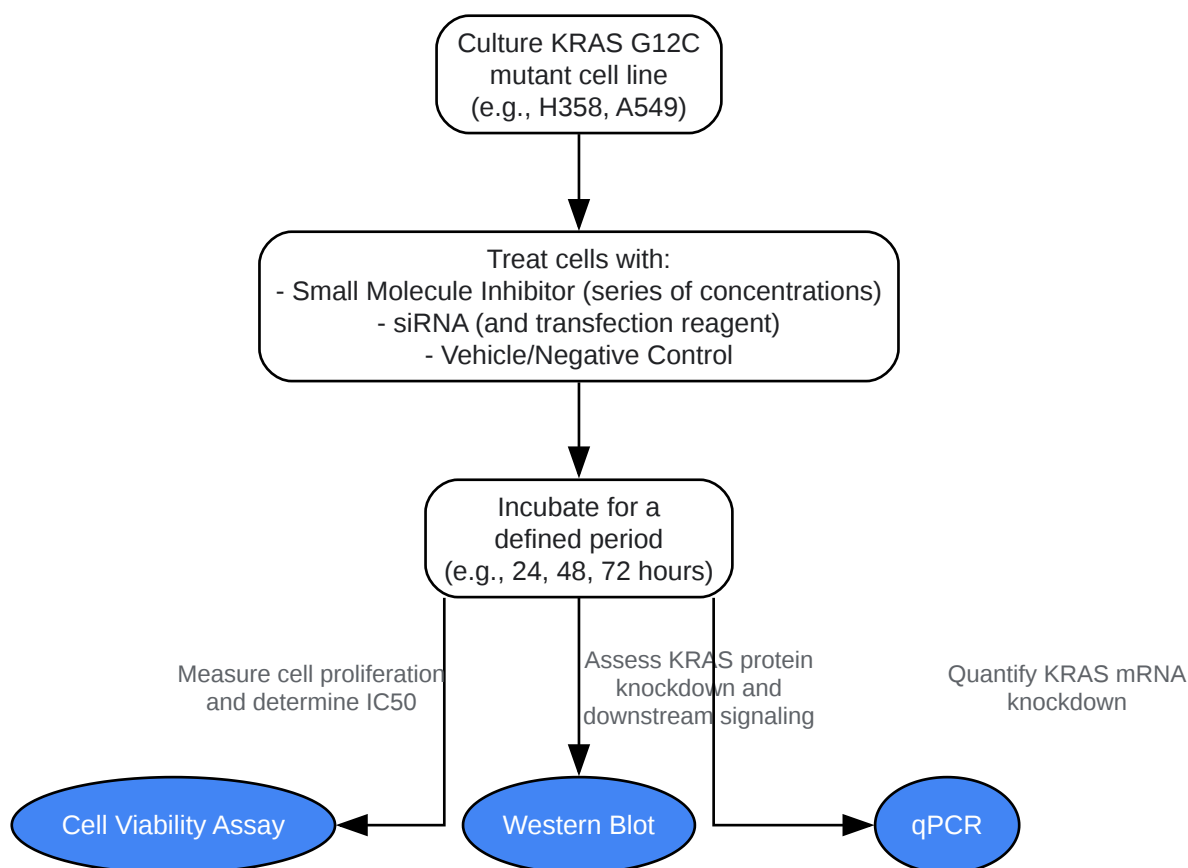 Culture KRAS G12C
mutant cell line
(e.g., H358, A549)
Treat cells with:
- Small Molecule Inhibitor (series of concentrations)
- siRNA (and transfection reagent)
- Vehicle/Negative Control
Incubate for a
defined period
(e.g., 24, 48, 72 hours)
Measure cell proliferation
and determine IC50
Assess KRAS protein
knockdown and
downstream signaling
Quantify KRAS mRNA
knockdown
Cell Viability Assay
Western Blot
qPCR